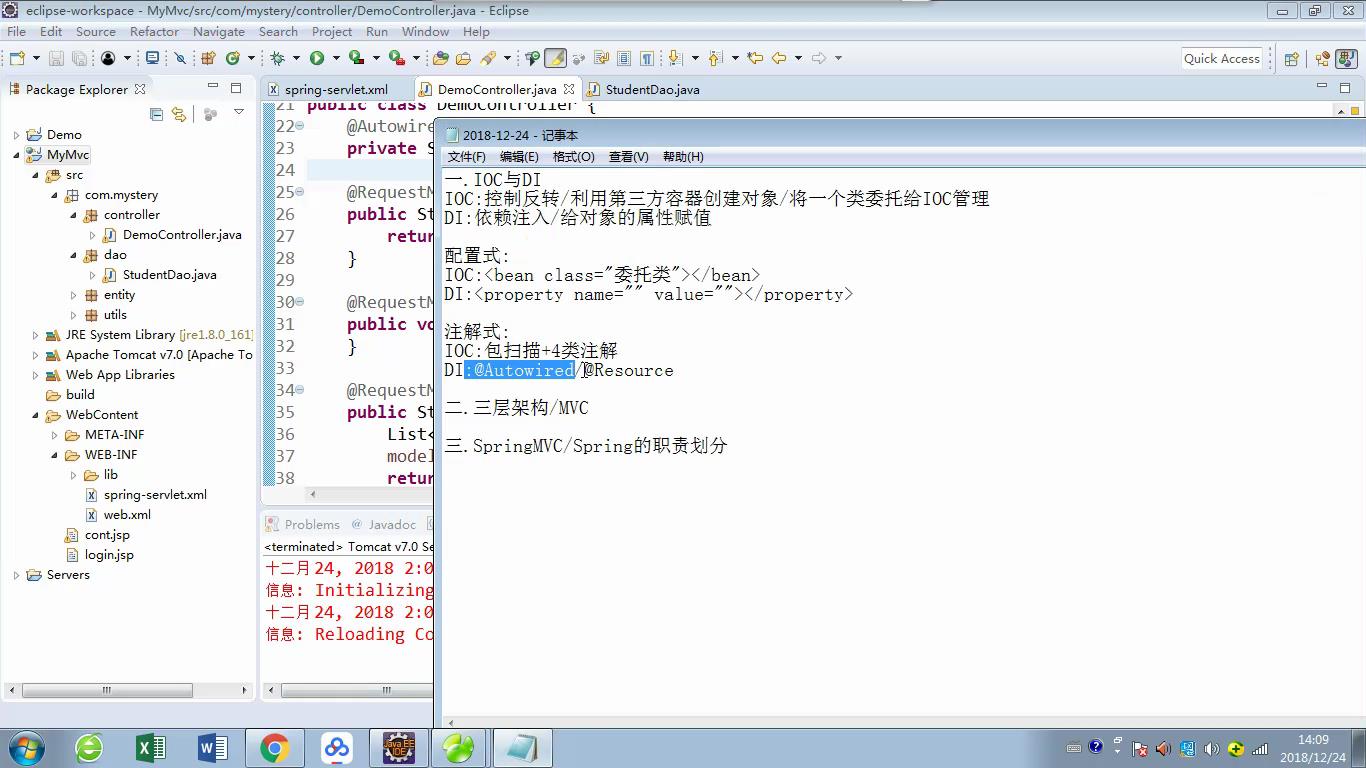 eclipse-workspace - MyMvc/src/com/mystery/controller/DemoController.java - Eclipse
File Edit Source Refactor Navigate Search Project Run Window Help
Quick Access
Package Explorer
spring-servlet.xml
DemoController.java
StudentDao.java
Demo
MyMvc
src
com.mystery
controller
DemoController.java
dao
StudentDao.java
entity
utils
JRE System Library [jre1.8.0_161]
Apache Tomcat v7.0 [Apache To
Web App Libraries
build
WebContent
META-INF
WEB-INF
lib
spring-servlet.xml
web.xml
cont.jsp
login.jsp
Servers
21 public class DemoController {
22 @Autowire
23 private S
24
25 @RequestM
26 public St
27 return
28 }
29
30 @RequestM
31 public vo
32 }
33
34 @RequestM
35 public St
36 List<
37 model
38 return
Problems @ Javadoc
<terminated> Tomcat v7.0 Se
十二月 24, 2018 2:0
信息: Initializing
十二月 24, 2018 2:0
信息: Reloading Co
2018-12-24 - 记事本
文件(F) 编辑(E) 格式(O) 查看(V) 帮助(H)
一.IOC与DI
IOC:控制反转/利用第三方容器创建对象/将一个类委托给IOC管理
DI:依赖注入/给对象的属性赋值
配置式:
IOC:<bean class="委托类"></bean>
DI:<property name="" value=""></property>
注解式:
IOC:包扫描+4类注解
DI:@Autowired/@Resource
二.三层架构/MVC
三.SpringMVC/Spring的职责划分
Java EE
IDE
14:09
2018/12/24